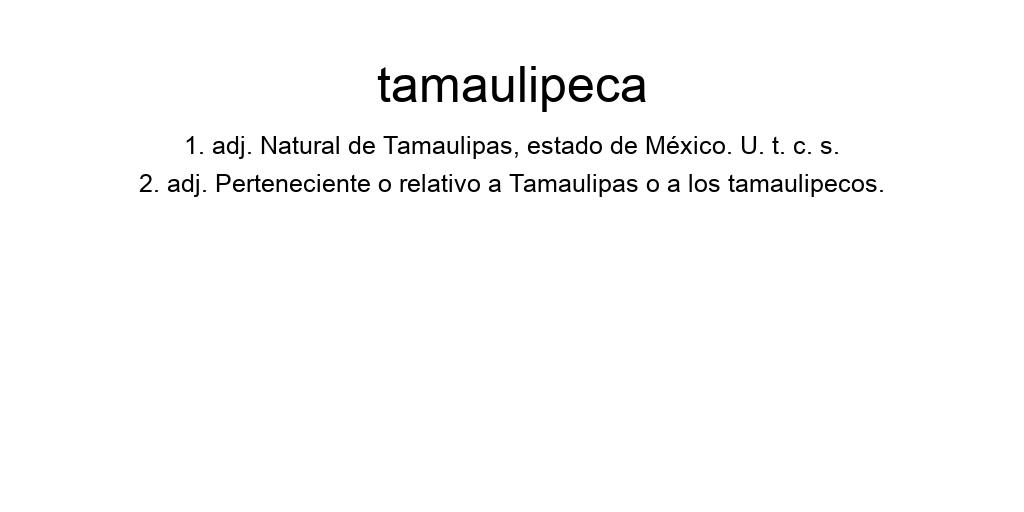 tamaulipeca
1. adj. Natural de Tamaulipas, estado de México. U. t. c. s.
2. adj. Perteneciente o relativo a Tamaulipas o a los tamaulipecos.